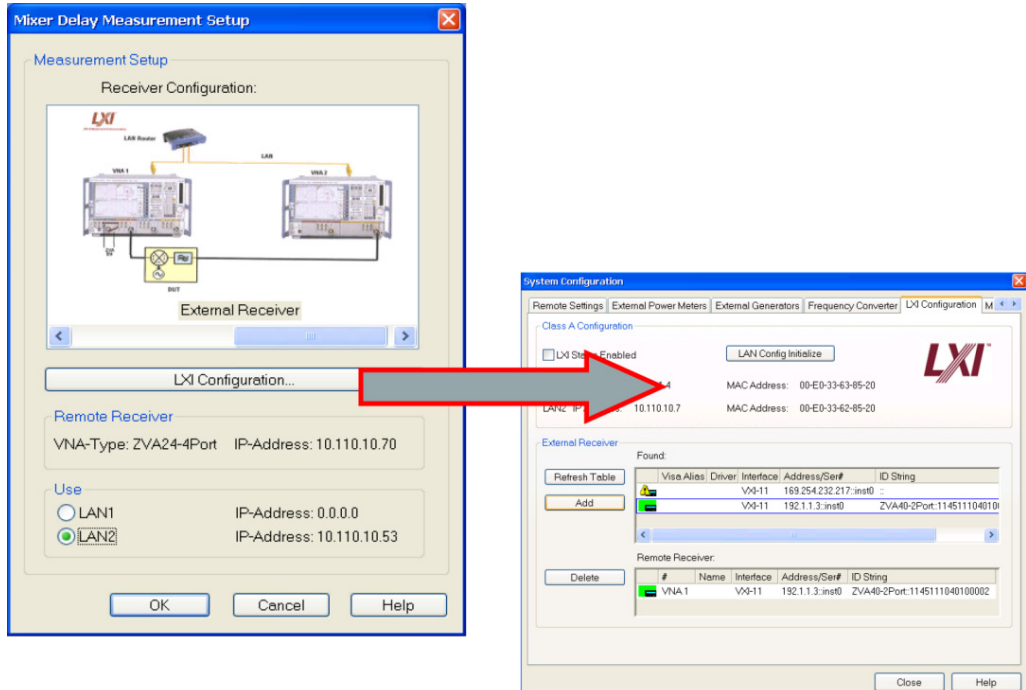 Mixer Delay Measurement Setup
Measurement Setup
Receiver Configuration:
LXI
LAN Router
LAN
VNA 1
VNA 2
DUT
External Receiver
LXI Configuration...
Remote Receiver
VNA-Type: ZVA24-4Port IP-Address: 10.110.10.70
Use
LAN1 IP-Address: 0.0.0.0
LAN2 IP-Address: 10.110.10.53
OK Cancel Help
System Configuration
Remote Settings External Power Meters External Generators Frequency Converter LXI Configuration M
Class A Configuration
LXI Enabled LAN Config Initialize
LXI
MAC Address: 00-E0-33-63-85-20
LAN2 10.110.10.7 MAC Address: 00-E0-33-62-85-20
External Receiver
Found:
Refresh Table
Visa Alias Driver Interface Address/Ser# ID String
VXI-11 169.254.232.217::inst0 ::
Add
VXI-11 192.1.1.3::inst0 ZVA40-2Port::114511104010
Remote Receiver:
Delete
# Name Interface Address/Ser# ID String
VNA 1 VXI-11 192.1.1.3::inst0 ZVA40-2Port::1145111040100002
Close Help